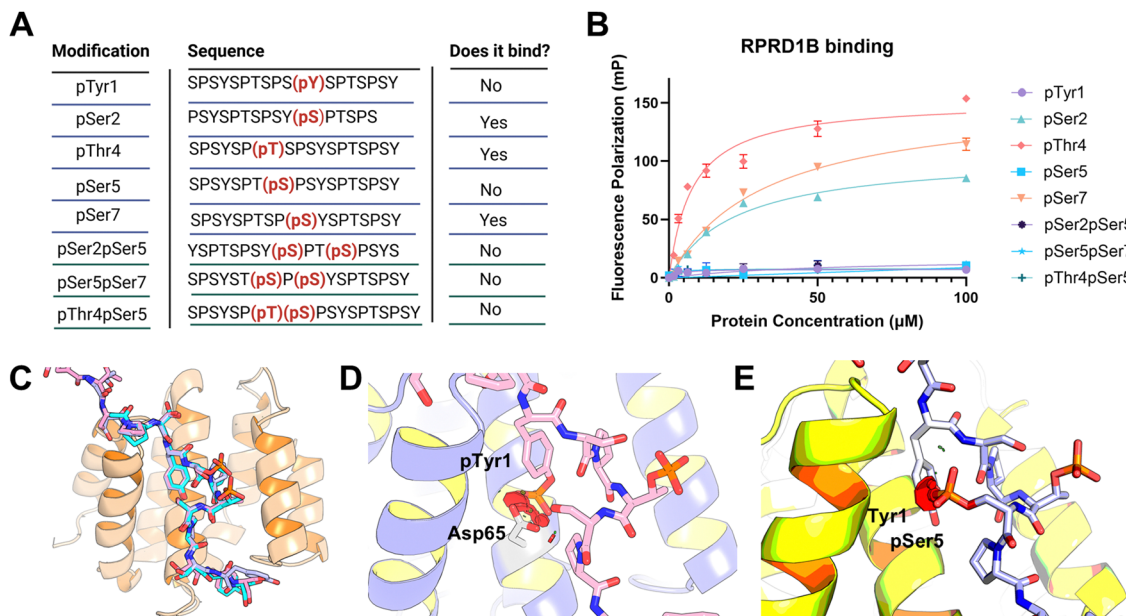 A
Modification Sequence Does it bind?
pTyr1 SPSYSPTSPS(pY)SPTSPSY No
pSer2 PSYSPTSPSY(pS)PTSPS Yes
pThr4 SPSYSP(pT)SPSYSPTSPSY Yes
pSer5 SPSYSPT(pS)PSYSPTSPSY No
pSer7 SPSYSPTSP(pS)YSPTSPSY Yes
pSer2pSer5 YSPTSPSY(pS)PT(pS)PSYS No
pSer5pSer7 SPSYST(pS)P(pS)YSPTSPSY No
pThr4pSer5 SPSYSP(pT)(pS)PSYSPTSPSY No
B
RPRD1B binding
Fluorescence Polarization (mP)
150
100
50
0
0 50 100
Protein Concentration (µM)
pTyr1
pSer2
pThr4
pSer5
pSer7
pSer2pSer5
pSer5pSer7
pThr4pSer5
C
D
pTyr1
Asp65
E
Tyr1
pSer5